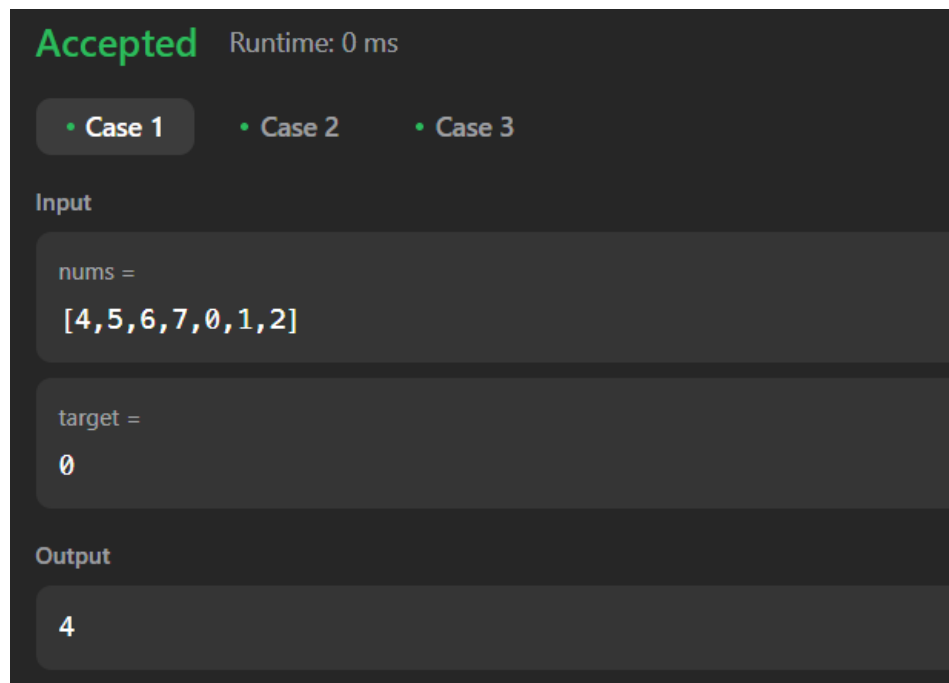 Accepted Runtime: 0 ms
• Case 1 • Case 2 • Case 3
Input
nums =
[4,5,6,7,0,1,2]
target =
0
Output
4